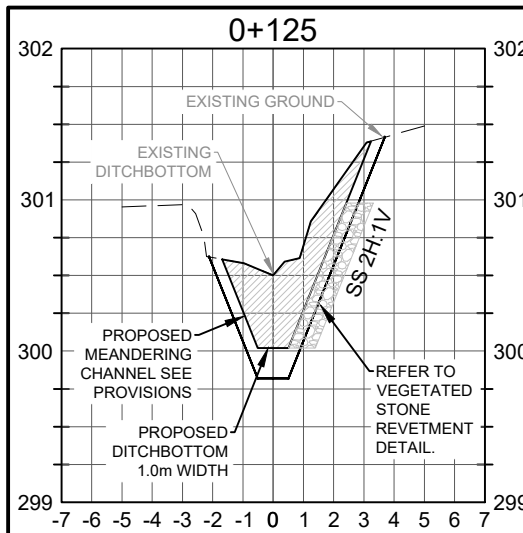 0+125
302
302
EXISTING GROUND
EXISTING
DITCHBOTTOM
301
301
SS 2H:1V
300
300
PROPOSED
MEANDERING
CHANNEL SEE
PROVISIONS
REFER TO
VEGETATED
STONE
REVETMENT
DETAIL.
PROPOSED
DITCHBOTTOM
1.0m WIDTH
299
299
-7 -6 -5 -4 -3 -2 -1 0 1 2 3 4 5 6 7